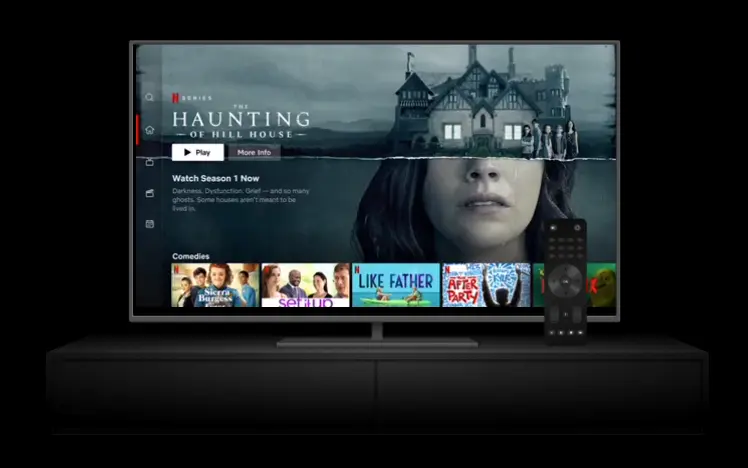 N SERIES
THE
HAUNTING
OF HILL HOUSE
Play
More Info
Watch Season 1 Now
Darkness. Dysfunction. Grief — and so many
ghosts. Some houses aren't meant to be
lived in.
Comedies
Sierra
Burgess
set it up
LIKE FATHER
THE
AFTER
PARTY